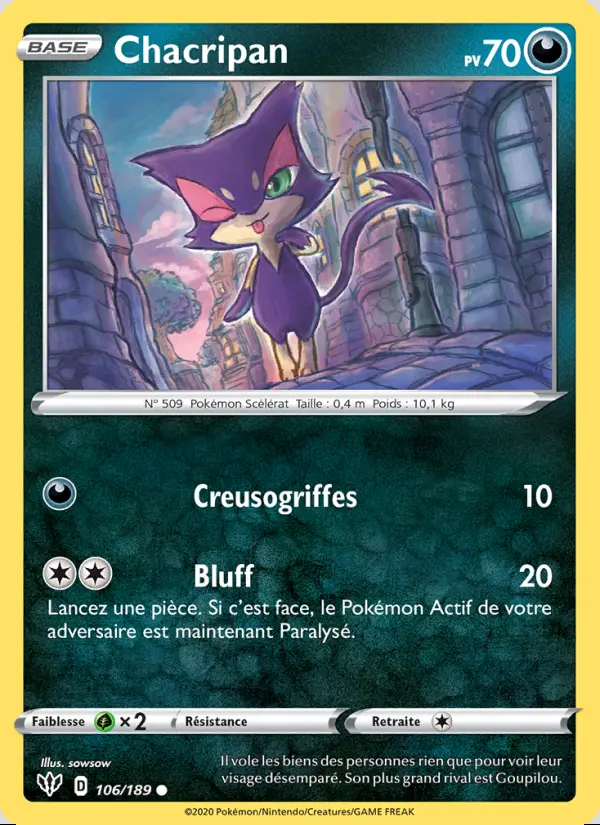 BASE Chacripan PV 70
N° 509 Pokémon Scélérat Taille : 0,4 m Poids : 10,1 kg
Creusogriffes 10
Bluff 20
Lancez une pièce. Si c'est face, le Pokémon Actif de votre
adversaire est maintenant Paralysé.
Faiblesse ×2 Résistance Retraite
Illus. sowsow
Il vole les biens des personnes rien que pour voir leur
visage désemparé. Son plus grand rival est Goupilou.
D 106/189
©2020 Pokémon/Nintendo/Creatures/GAME FREAK